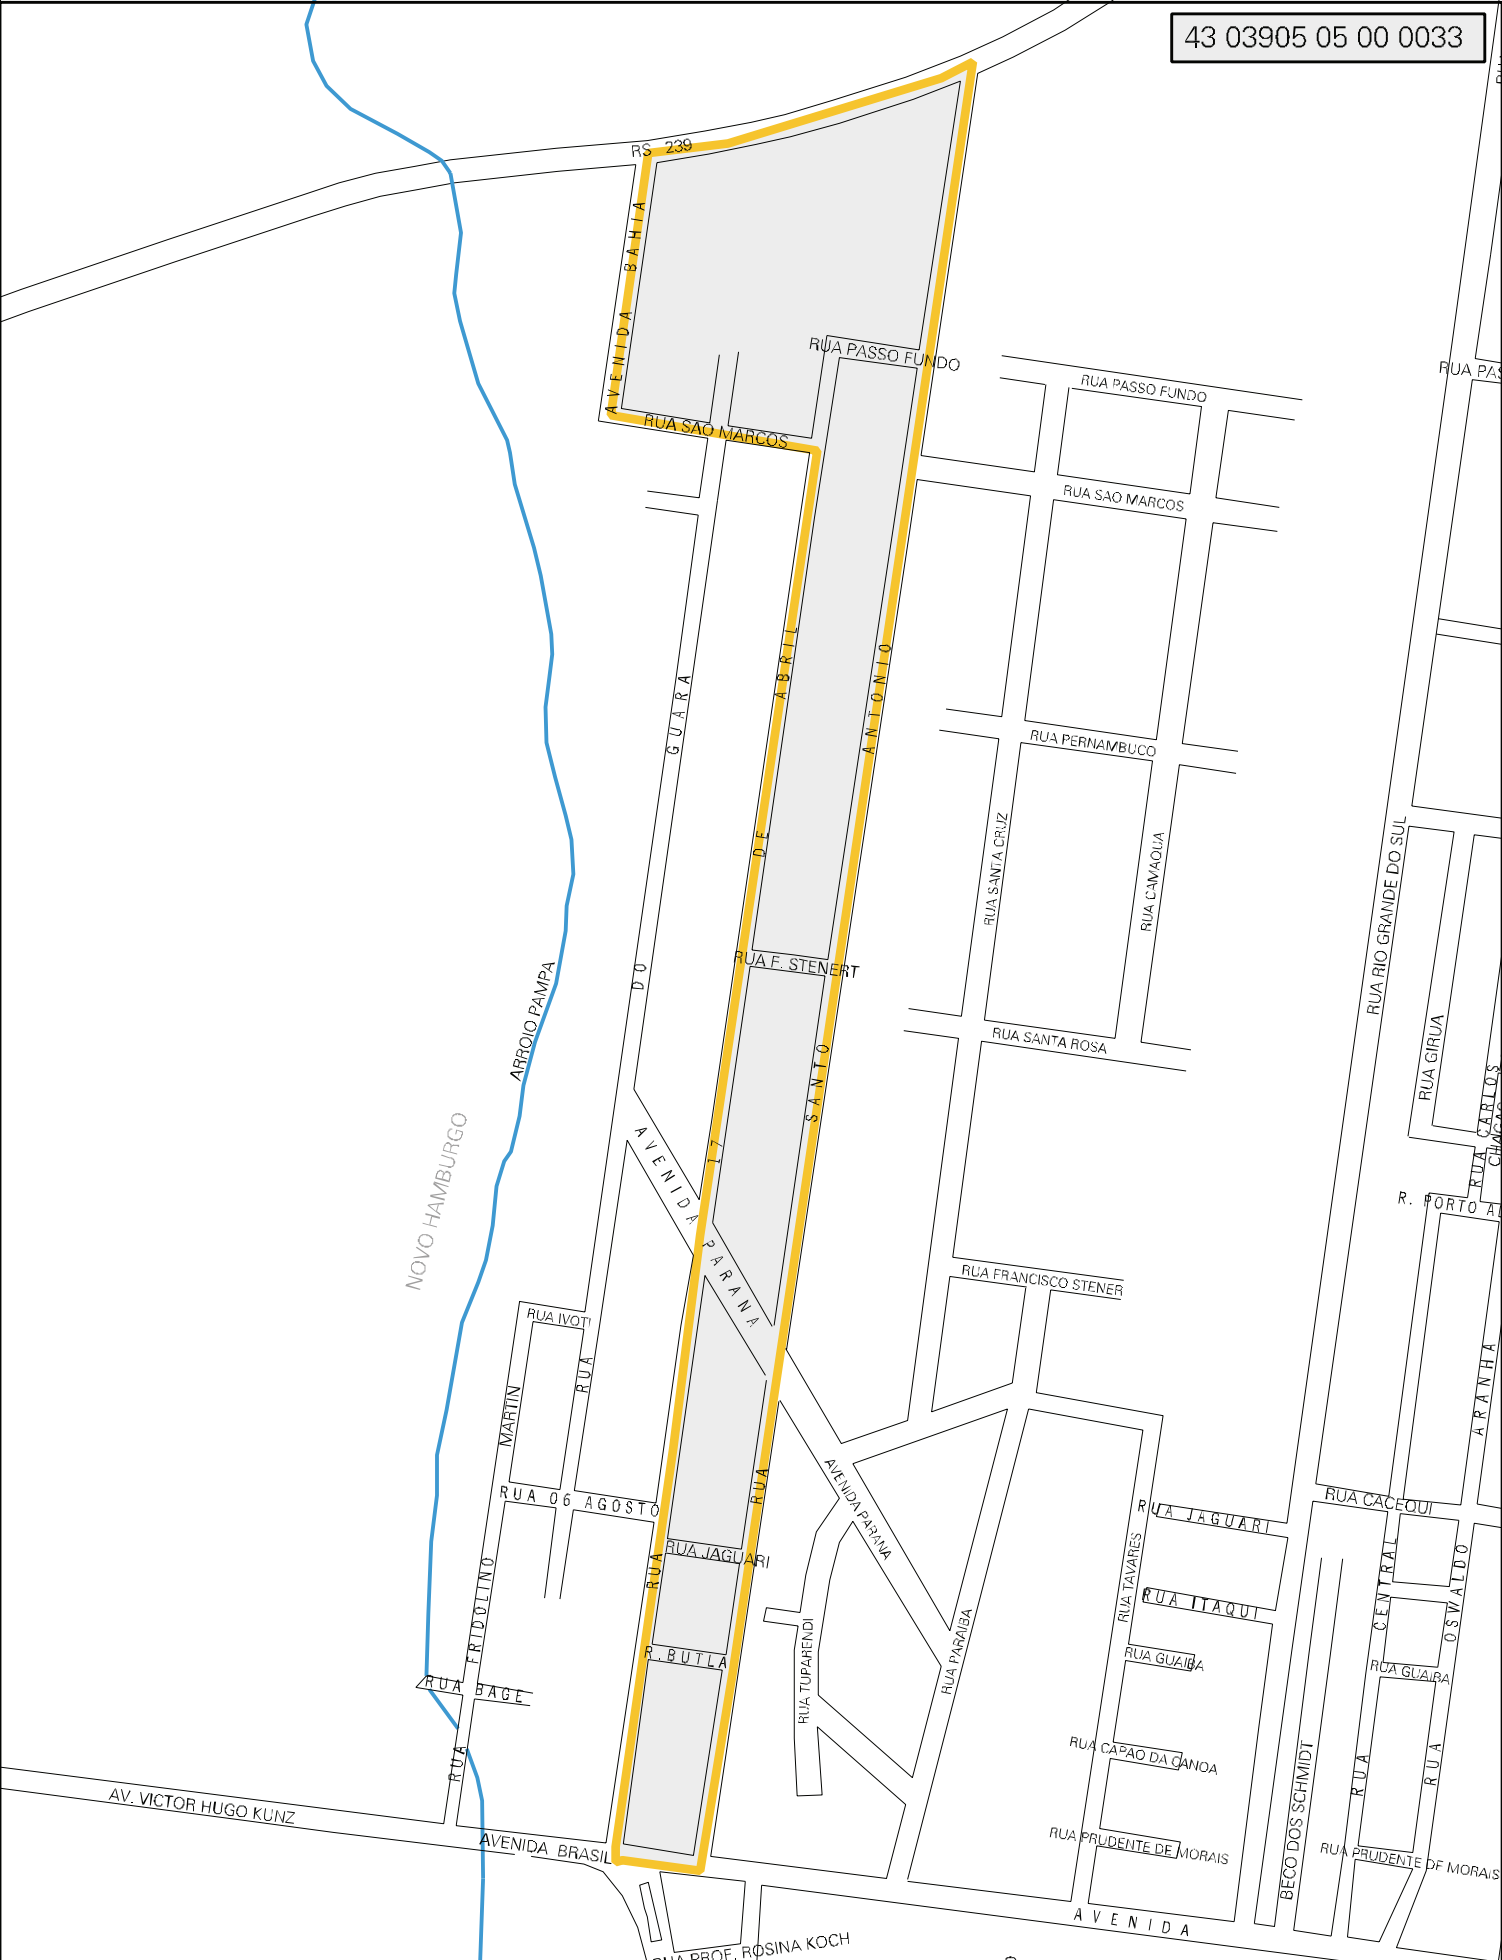 43 03905 05 00 0033
RS 239
AVENIDA BAHIA
RUA PASSO FUNDO
RUA PASSO FUNDO
RUA PAS
RUA SAO MARCOS
RUA SAO MARCOS
RUA DO GUARA
RUA 17 DE ABRIL
RUA SANTO ANTONIO
RUA PERNAMBUCO
RUA SANTA CRUZ
RUA CAMAQUA
RUA RIO GRANDE DO SUL
RUA F. STENERT
ARROIO PAMPA
RUA SANTA ROSA
RUA GIRUA
RUA CARLOS
CHAGAS
NOVO HAMBURGO
AVENIDA PARANA
R. PORTO AL
RUA FRANCISCO STENER
RUA IVOTI
RUA FRIDOLINO MARTIN
RUA 06 AGOSTO
AVENIDA PARANA
RUA JAGUARI
RUA JAGUARI
RUA CACEQUI
RUA OSWALDO ARANHA
RUA CENTRAL
RUA TAVARES
RUA ITAQUI
RUA PARAIBA
RUA TUPARENDI
R. BUTLA
RUA GUAIBA
RUA GUAIBA
RUA BAGE
RUA CAPAO DA CANOA
BECO DOS SCHMIDT
AV. VICTOR HUGO KUNZ
AVENIDA BRASIL
RUA PRUDENTE DE MORAIS
RUA PRUDENTE DE MORAIS
AVENIDA
RUA PROF. ROSINA KOCH